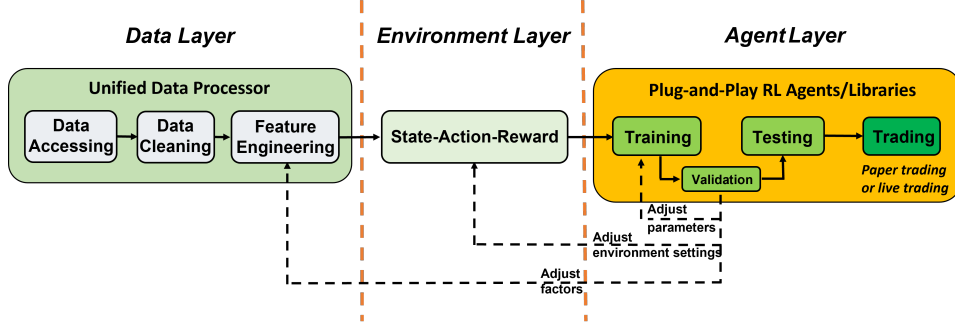 Data Layer
Environment Layer
Agent Layer
Unified Data Processor
Plug-and-Play RL Agents/Libraries
Data
Accessing
Data
Cleaning
Feature
Engineering
State-Action-Reward
Training
Testing
Trading
Validation
Paper trading
or live trading
Adjust
parameters
Adjust
environment settings
Adjust
factors